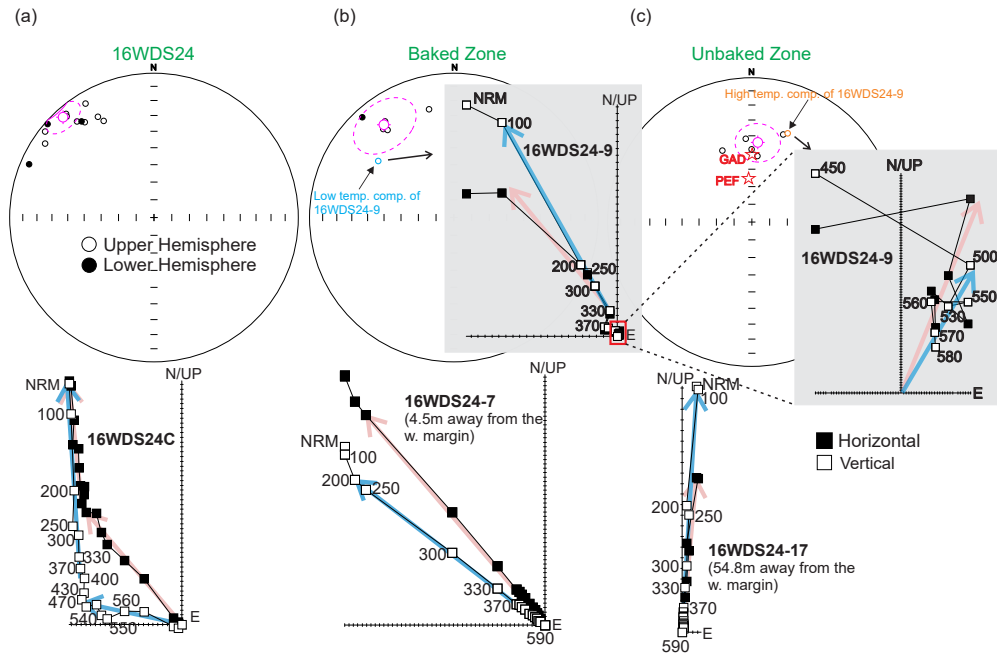 (a)
(b)
(c)
16WDS24
Baked Zone
Unbaked Zone
N
N
N
High temp. comp. of 16WDS24-9
NRM
N/UP
100
16WDS24-9
GAD
PEF
Low temp. comp. of
16WDS24-9
Upper Hemisphere
Lower Hemisphere
200
250
300
330
370
E
N/UP
450
16WDS24-9
500
550
560
530
570
580
E
N/UP
NRM
100
16WDS24C
200
250
300
330
370
400
430
470
560
540
550
E
N/UP
16WDS24-7
(4.5m away from the
w. margin)
NRM
100
200
250
300
330
370
E
590
N/UP
NRM
100
200
250
16WDS24-17
(54.8m away from the
w. margin)
300
330
370
E
590
Horizontal
Vertical